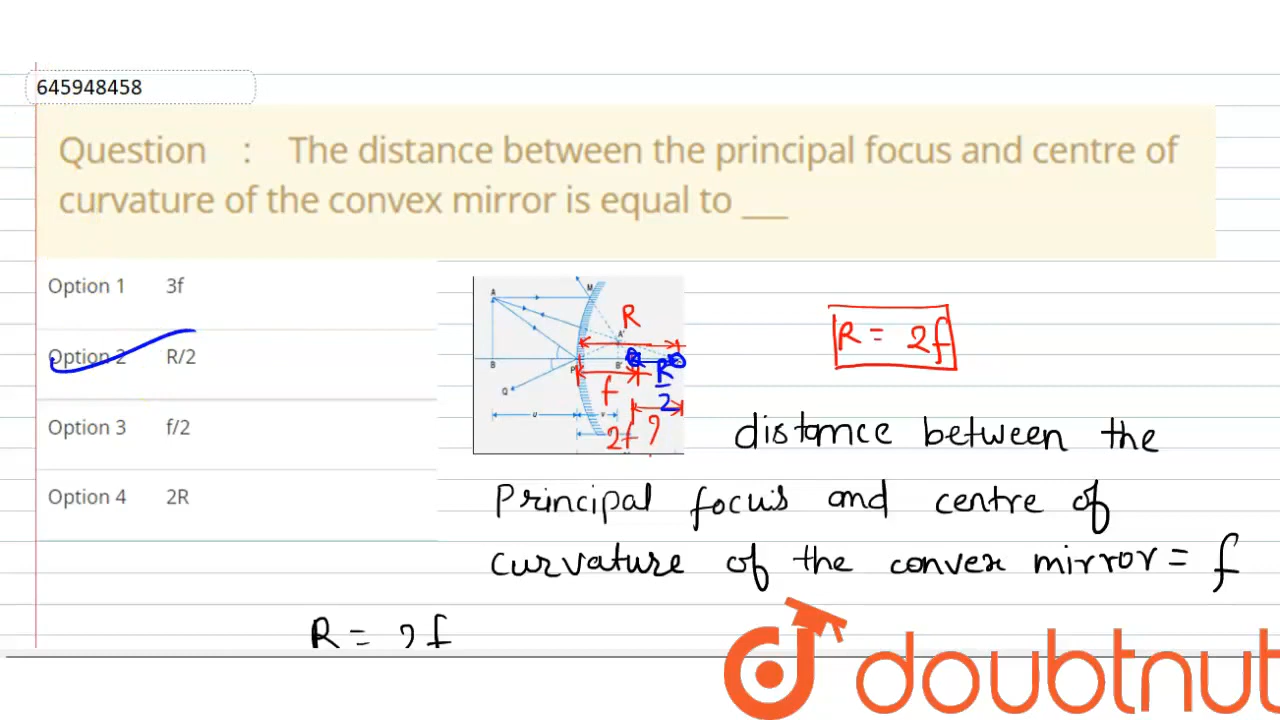 645948458
Question : The distance between the principal focus and centre of
curvature of the convex mirror is equal to ___
Option 1 3f
Option 2 R/2
Option 3 f/2
Option 4 2R
A
M
R
A'
B
P
B'
f
R/2
Q
u
v
2f
?
R = 2f
distance between the
Principal focus and centre of
curvature of the convex mirror = f
R = 2f
doubtnut